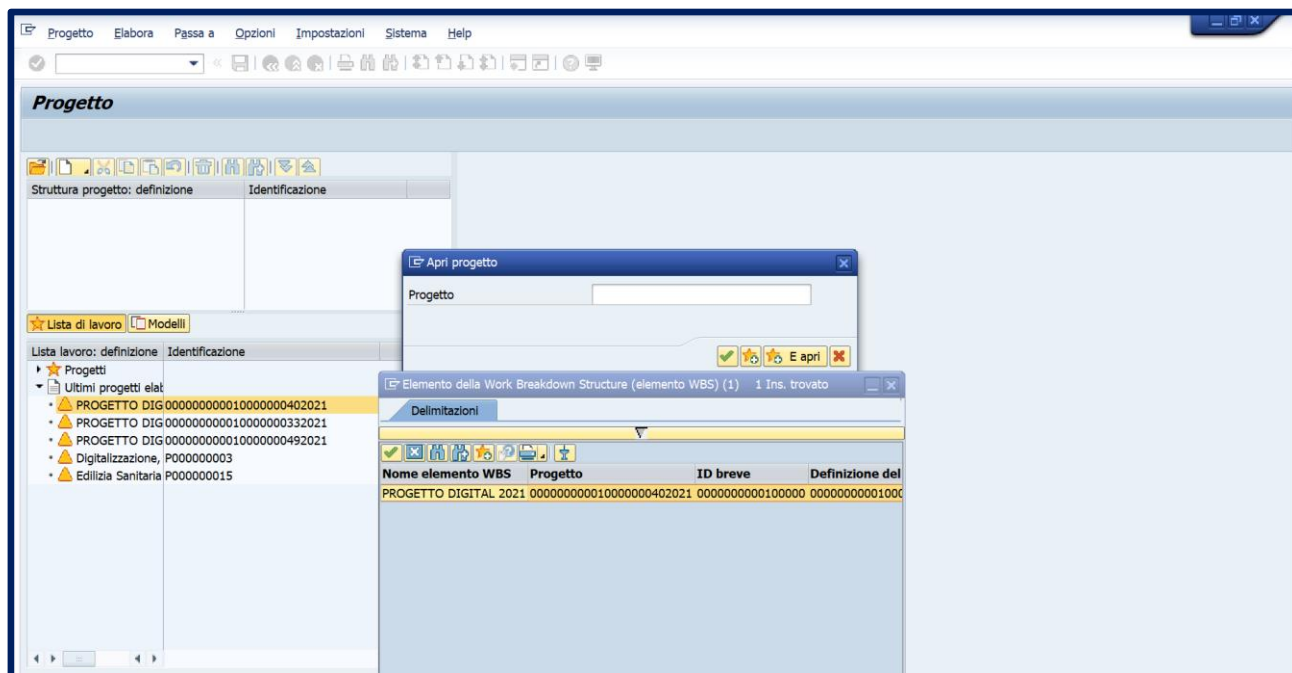 Progetto Elabora Passa a Opzioni Impostazioni Sistema Help
Progetto
Struttura progetto: definizione Identificazione
Lista di lavoro Modelli
Lista lavoro: definizione Identificazione
Progetti
Ultimi progetti elat
PROGETTO DIG 000000000010000000402021
PROGETTO DIG 000000000010000000332021
PROGETTO DIG 000000000010000000492021
Digitalizzazione, P000000003
Edilizia Sanitaria P000000015
Apri progetto
Progetto
E apri
Elemento della Work Breakdown Structure (elemento WBS) (1) 1 Ins. trovato
Delimitazioni
Nome elemento WBS Progetto ID breve Definizione del
PROGETTO DIGITAL 2021 000000000010000000402021 0000000000100000 00000000001000